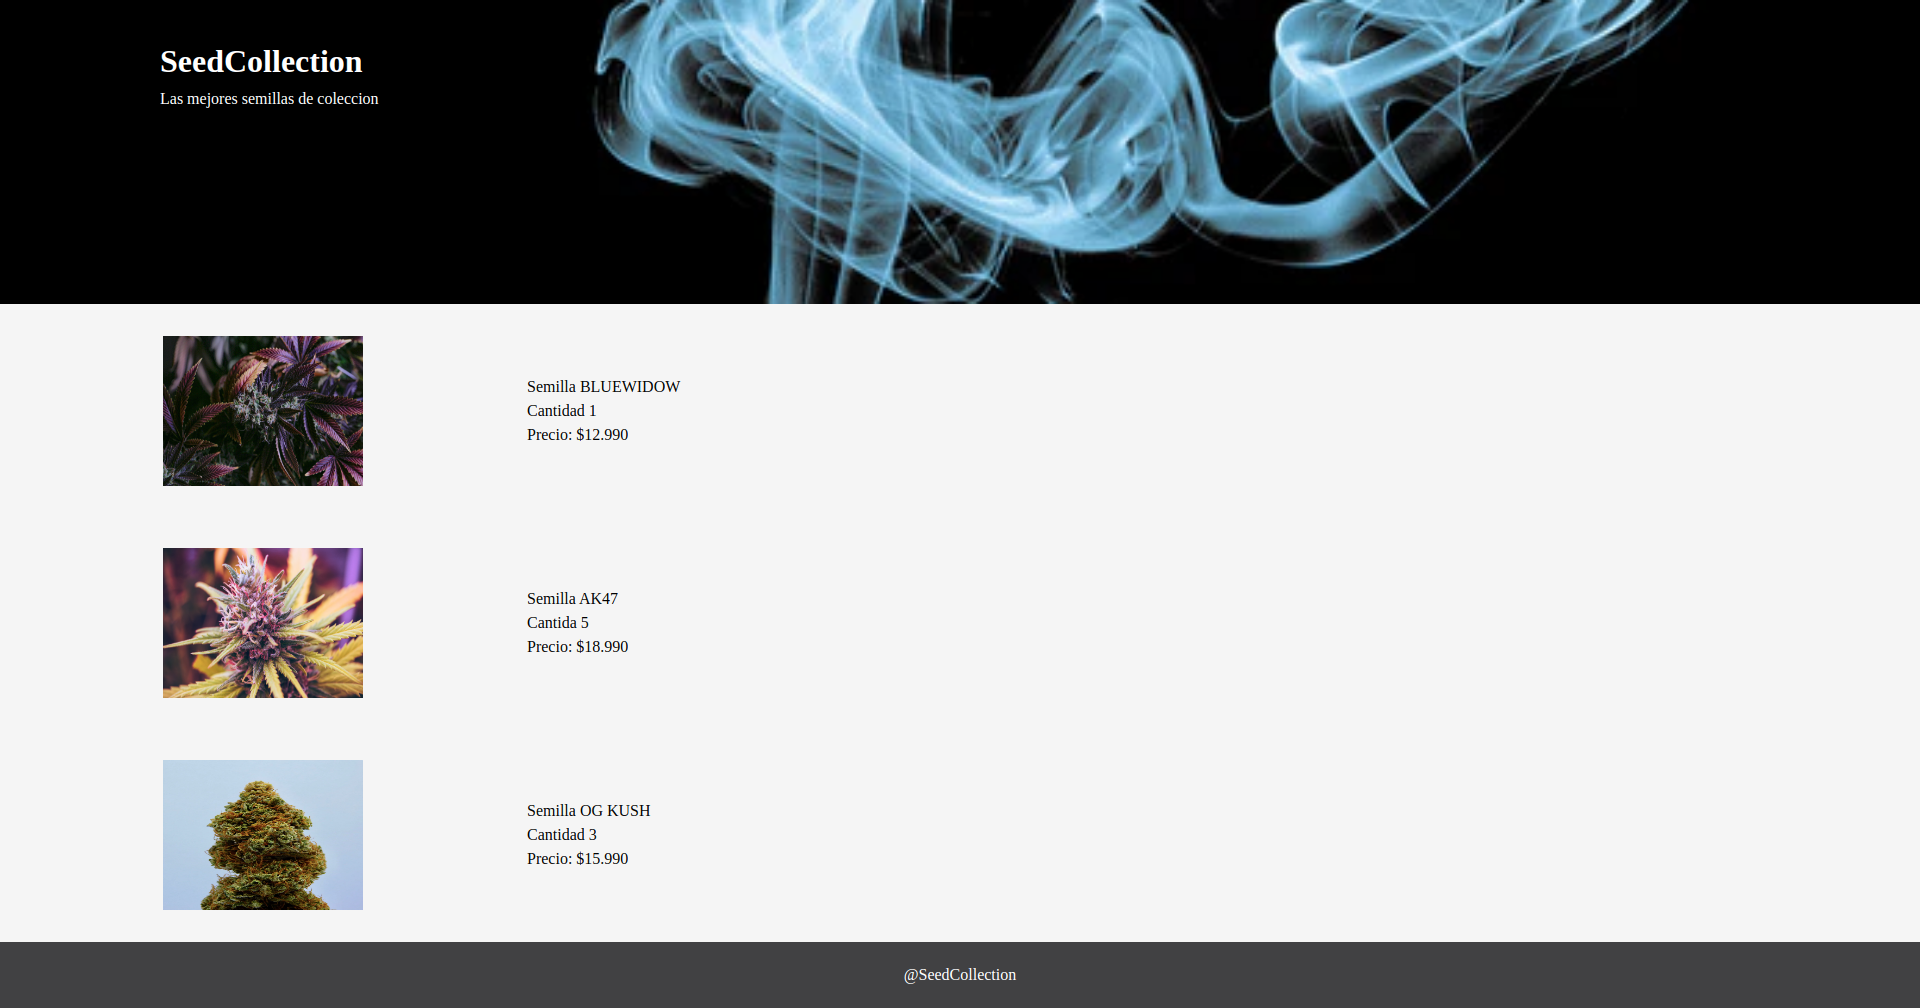 SeedCollection
Las mejores semillas de coleccion
Semilla BLUEWIDOW
Cantidad 1
Precio: $12.990
Semilla AK47
Cantida 5
Precio: $18.990
Semilla OG KUSH
Cantidad 3
Precio: $15.990
@SeedCollection